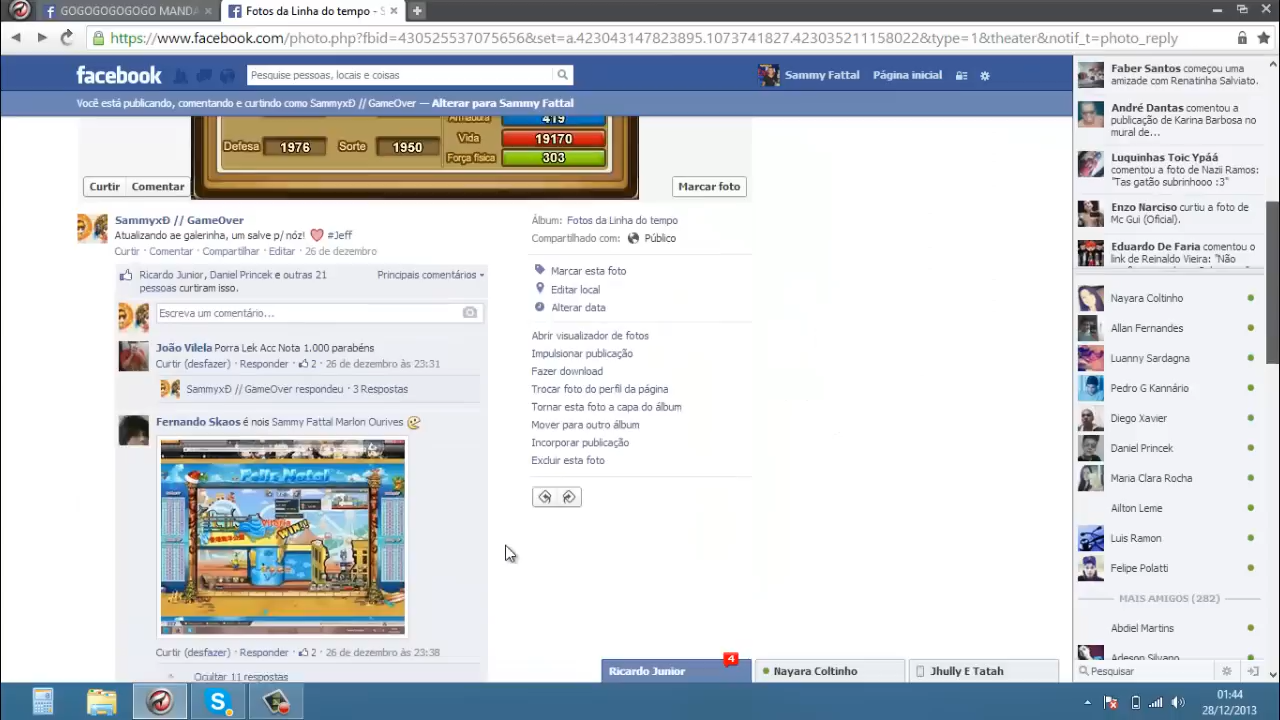 GOGOGOGOGOGO MANDA
Fotos da Linha do tempo - S
https://www.facebook.com/photo.php?fbid=430525537075656&set=a.423043147823895.1073741827.423035211158022&type=1&theater&notif_t=photo_reply
facebook
Pesquise pessoas, locais e coisas
Sammy Fattal
Página inicial
Você está publicando, comentando e curtindo como SammyxĐ // GameOver — Alterar para Sammy Fattal
Armadura 419
Defesa 1976 Sorte 1950 Vida 19170
Força física 303
Curtir Comentar
Marcar foto
SammyxĐ // GameOver
Atualizando ae galerinha, um salve p/ nóz! #Jeff
Curtir · Comentar · Compartilhar · Editar · 26 de dezembro
Ricardo Junior, Daniel Princek e outras 21
pessoas curtiram isso.
Principais comentários
Escreva um comentário...
João Vilela Porra Lek Acc Nota 1.000 parabéns
Curtir (desfazer) · Responder · 2 · 26 de dezembro às 23:31
SammyxĐ // GameOver respondeu · 3 Respostas
Fernando Skaos é nois Sammy Fattal Marlon Ourives
Feliz Natal
WIN
Curtir (desfazer) · Responder · 2 · 26 de dezembro às 23:38
Ocultar 11 respostas
Álbum: Fotos da Linha do tempo
Compartilhado com: Público
Marcar esta foto
Editar local
Alterar data
Abrir visualizador de fotos
Impulsionar publicação
Fazer download
Trocar foto do perfil da página
Tornar esta foto a capa do álbum
Mover para outro álbum
Incorporar publicação
Excluir esta foto
Faber Santos começou uma
amizade com Renatinha Salviato.
André Dantas comentou a
publicação de Karina Barbosa no
mural de...
Luquinhas Toic Ypáá
comentou a foto de Nazii Ramos:
"Tas gatão subrinhooo :3"
Enzo Narciso curtiu a foto de
Mc Gui (Oficial).
Eduardo De Faria comentou o
link de Reinaldo Vieira: "Não
Nayara Coltinho
Allan Fernandes
Luanny Sardagna
Pedro G Kannário
Diego Xavier
Daniel Princek
Maria Clara Rocha
Ailton Leme
Luis Ramon
Felipe Polatti
MAIS AMIGOS (282)
Abdiel Martins
Adeson Silvano
Pesquisar
Ricardo Junior
4
Nayara Coltinho
Jhully E Tatah
01:44
28/12/2013